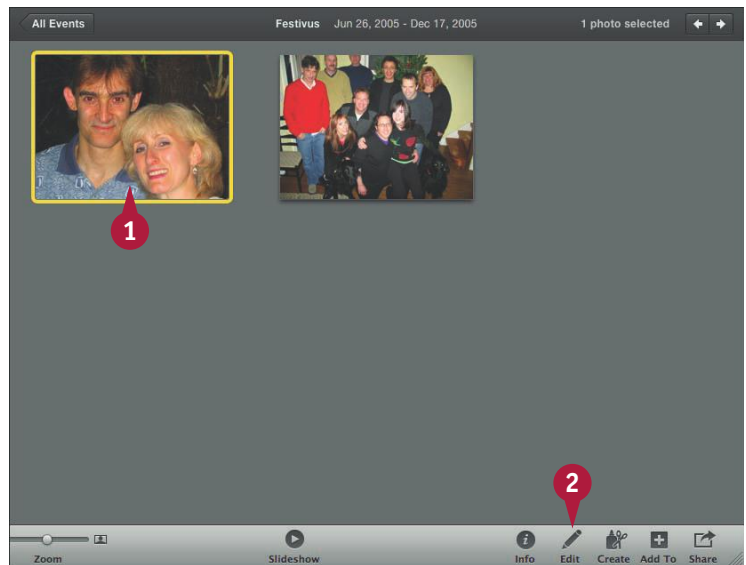 All Events
Festivus Jun 26, 2005 - Dec 17, 2005
1 photo selected
1
2
Zoom
Slideshow
Info
Edit
Create
Add To
Share